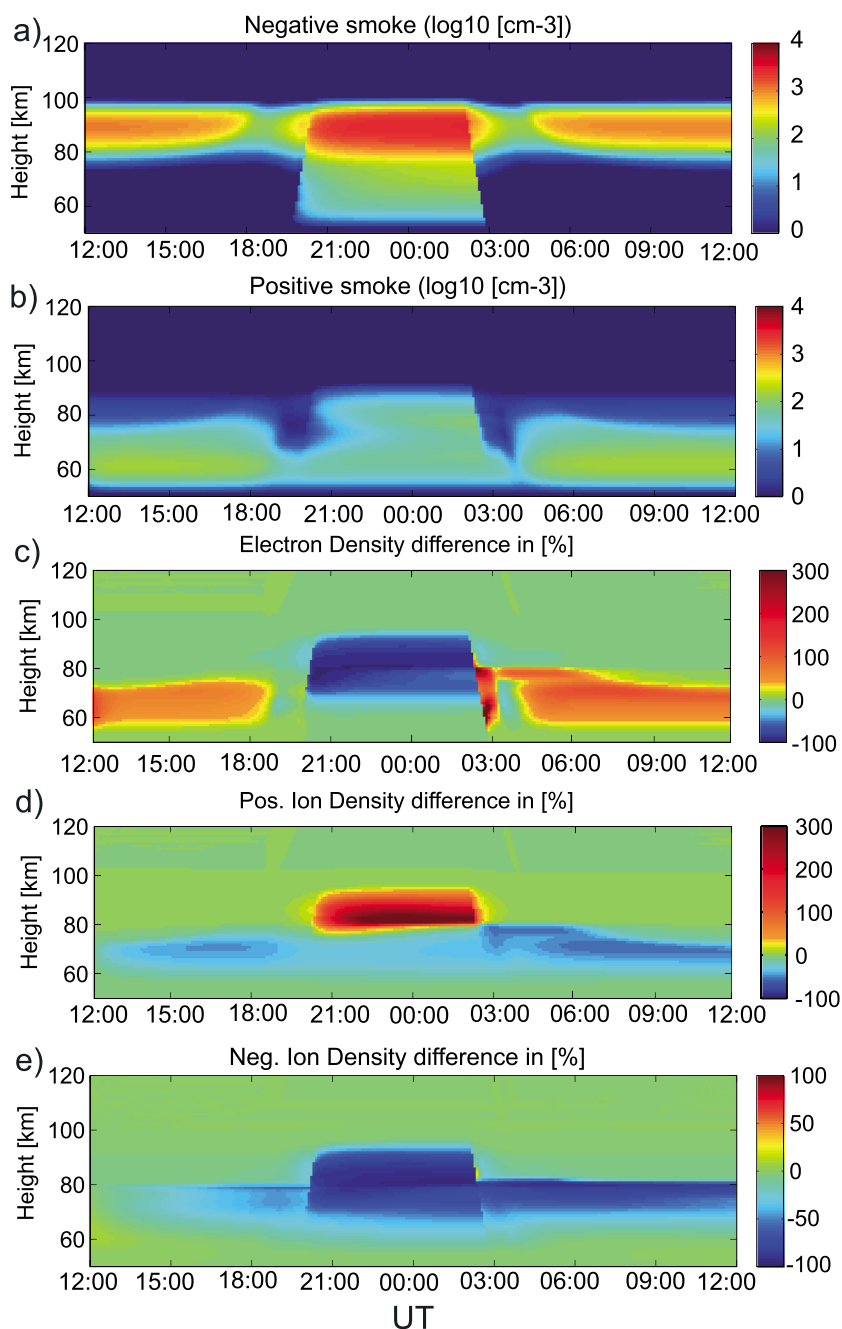 a)
Negative smoke (log10 [cm-3])
Height [km]
120
100
80
60
12:00 15:00 18:00 21:00 00:00 03:00 06:00 09:00 12:00
4
3
2
1
0
b)
Positive smoke (log10 [cm-3])
Height [km]
120
100
80
60
12:00 15:00 18:00 21:00 00:00 03:00 06:00 09:00 12:00
4
3
2
1
0
c)
Electron Density difference in [%]
Height [km]
120
100
80
60
12:00 15:00 18:00 21:00 00:00 03:00 06:00 09:00 12:00
300
200
100
0
-100
d)
Pos. Ion Density difference in [%]
Height [km]
120
100
80
60
12:00 15:00 18:00 21:00 00:00 03:00 06:00 09:00 12:00
300
200
100
0
-100
e)
Neg. Ion Density difference in [%]
Height [km]
120
100
80
60
12:00 15:00 18:00 21:00 00:00 03:00 06:00 09:00 12:00
100
50
0
-50
-100
UT